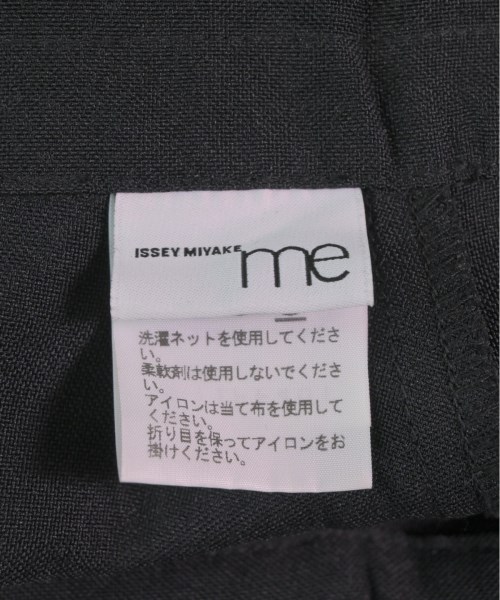 ISSEY MIYAKE me
洗濯ネットを使用してくださ
い。
柔軟剤は使用しないでくださ
い。
アイロンは当て布を使用して
ください。
折り目を保ってアイロンをお
掛けください。